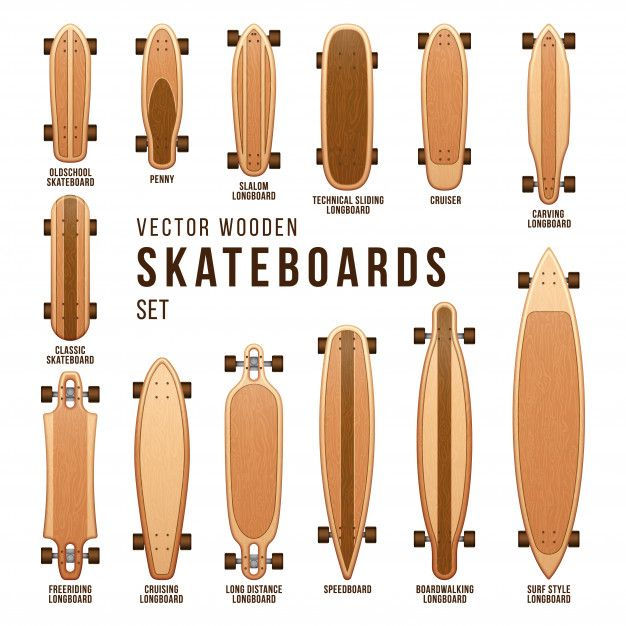 OLDSCHOOL
SKATEBOARD
PENNY
SLALOM
LONGBOARD
TECHNICAL SLIDING
LONGBOARD
CRUISER
CARVING
LONGBOARD
VECTOR WOODEN
SKATEBOARDS
SET
CLASSIC
SKATEBOARD
FREERIDING
LONGBOARD
CRUISING
LONGBOARD
LONG DISTANCE
LONGBOARD
SPEEDBOARD
BOARDWALKING
LONGBOARD
SURF STYLE
LONGBOARD